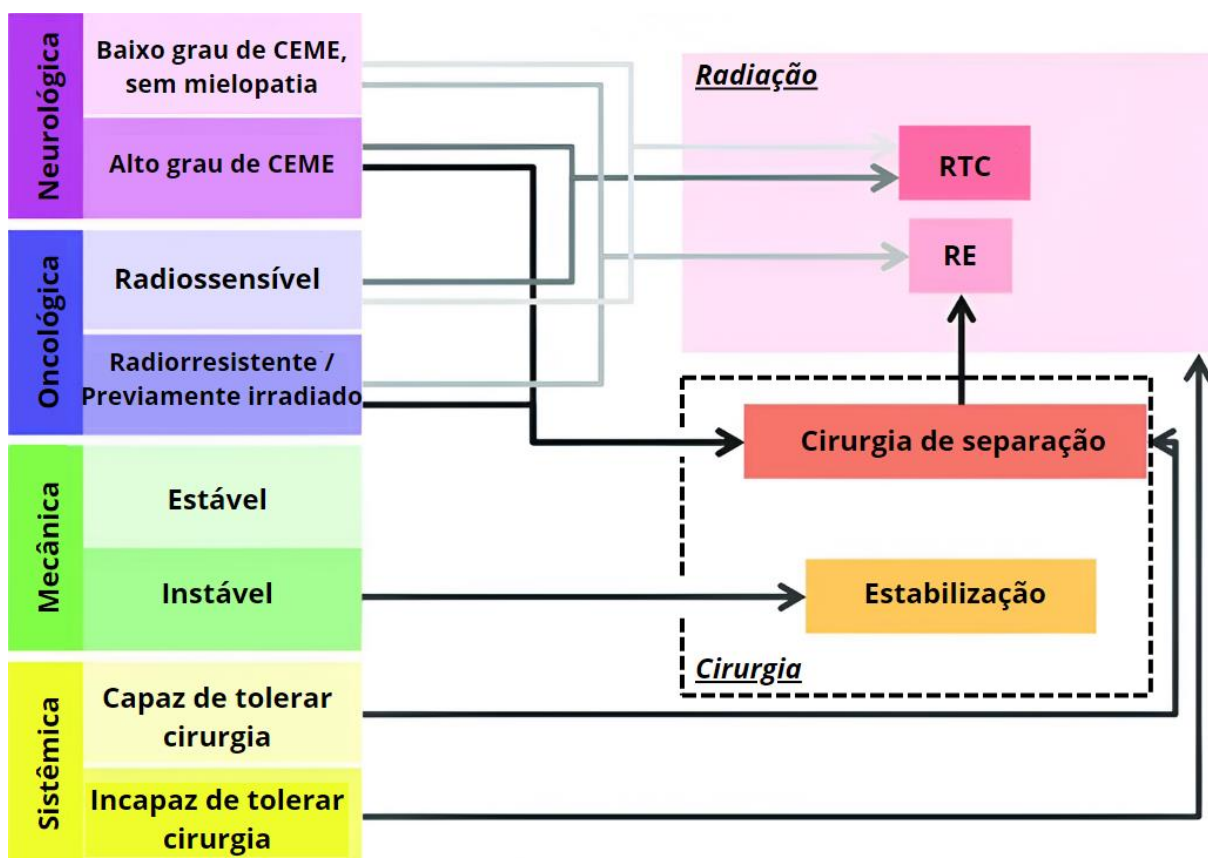 Neurológica
Baixo grau de CEME,
sem mielopatia
Alto grau de CEME
Oncológica
Radiossensível
Radiorresistente /
Previamente irradiado
Mecânica
Estável
Instável
Sistêmica
Capaz de tolerar
cirurgia
Incapaz de tolerar
cirurgia
Radiação
RTC
RE
Cirurgia de separação
Estabilização
Cirurgia